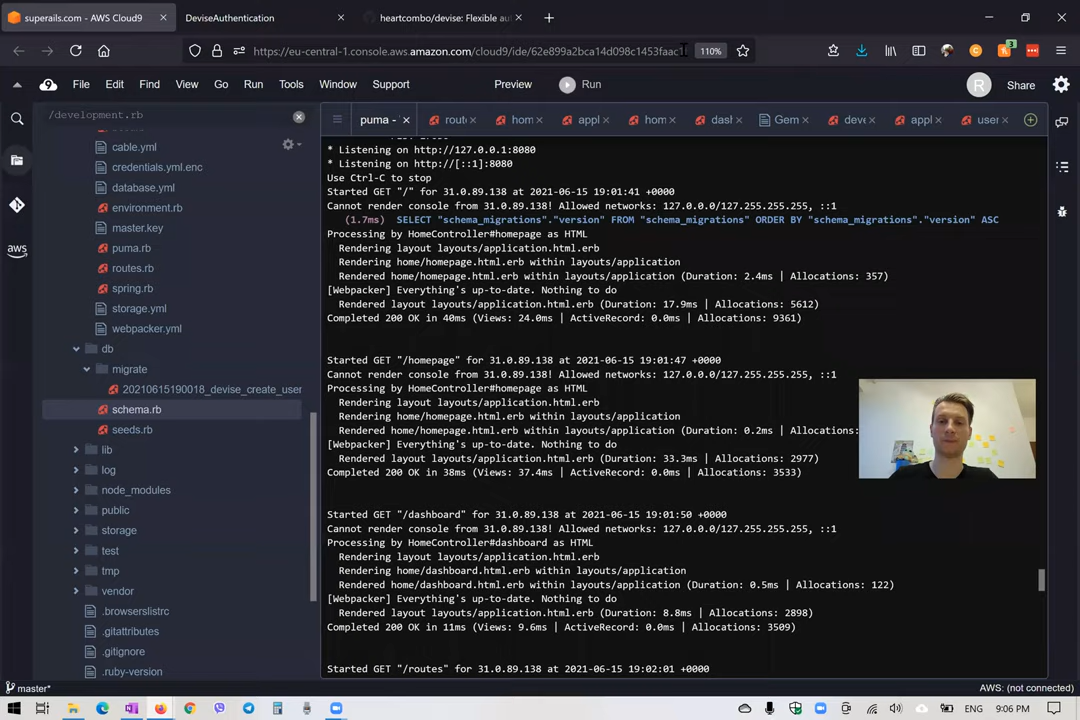 superails.com - AWS Cloud9
DeviseAuthentication
heartcombo/devise: Flexible au
https://eu-central-1.console.aws.amazon.com/cloud9/ide/62e899a2bca14d098c1453faac1
110%
3
File Edit Find View Go Run Tools Window Support Preview Run
R Share
/development.rb
puma - rout hom appl hom dash Gem deve appl user
aws
cable.yml
credentials.yml.enc
database.yml
environment.rb
master.key
puma.rb
routes.rb
spring.rb
storage.yml
webpacker.yml
db
migrate
20210615190018_devise_create_user
schema.rb
seeds.rb
lib
log
node_modules
public
storage
test
tmp
vendor
.browserslistrc
.gitattributes
.gitignore
.ruby-version
* Listening on http://127.0.0.1:8080
* Listening on http://[::1]:8080
Use Ctrl-C to stop
Started GET "/" for 31.0.89.138 at 2021-06-15 19:01:41 +0000
Cannot render console from 31.0.89.138! Allowed networks: 127.0.0.0/127.255.255.255, ::1
(1.7ms) SELECT "schema_migrations"."version" FROM "schema_migrations" ORDER BY "schema_migrations"."version" ASC
Processing by HomeController#homepage as HTML
Rendering layout layouts/application.html.erb
Rendering home/homepage.html.erb within layouts/application
Rendered home/homepage.html.erb within layouts/application (Duration: 2.4ms | Allocations: 357)
[Webpacker] Everything's up-to-date. Nothing to do
Rendered layout layouts/application.html.erb (Duration: 17.9ms | Allocations: 5612)
Completed 200 OK in 40ms (Views: 24.0ms | ActiveRecord: 0.0ms | Allocations: 9361)
Started GET "/homepage" for 31.0.89.138 at 2021-06-15 19:01:47 +0000
Cannot render console from 31.0.89.138! Allowed networks: 127.0.0.0/127.255.255.255, ::1
Processing by HomeController#homepage as HTML
Rendering layout layouts/application.html.erb
Rendering home/homepage.html.erb within layouts/application
Rendered home/homepage.html.erb within layouts/application (Duration: 0.2ms | Allocations:
[Webpacker] Everything's up-to-date. Nothing to do
Rendered layout layouts/application.html.erb (Duration: 33.3ms | Allocations: 2977)
Completed 200 OK in 38ms (Views: 37.4ms | ActiveRecord: 0.0ms | Allocations: 3533)
Started GET "/dashboard" for 31.0.89.138 at 2021-06-15 19:01:50 +0000
Cannot render console from 31.0.89.138! Allowed networks: 127.0.0.0/127.255.255.255, ::1
Processing by HomeController#dashboard as HTML
Rendering layout layouts/application.html.erb
Rendering home/dashboard.html.erb within layouts/application
Rendered home/dashboard.html.erb within layouts/application (Duration: 0.5ms | Allocations: 122)
[Webpacker] Everything's up-to-date. Nothing to do
Rendered layout layouts/application.html.erb (Duration: 8.8ms | Allocations: 2898)
Completed 200 OK in 11ms (Views: 9.6ms | ActiveRecord: 0.0ms | Allocations: 3509)
Started GET "/routes" for 31.0.89.138 at 2021-06-15 19:02:01 +0000
master*
AWS: (not connected)
ENG 9:06 PM